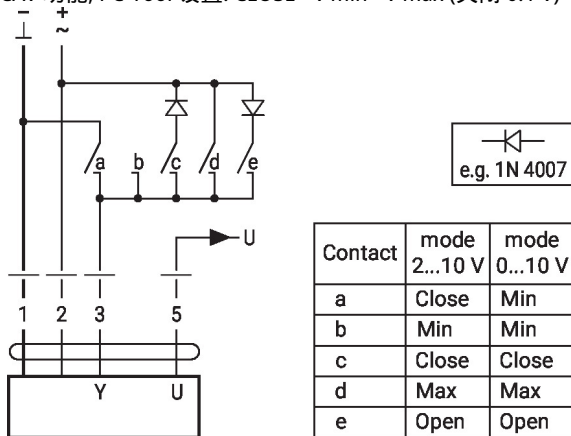 − +
⊥ ~
a b c d e
U
1 2 3 5
Y U
e.g. 1N 4007
Contact mode 2...10 V mode 0...10 V
a Close Min
b Min Min
c Close Close
d Max Max
e Open Open